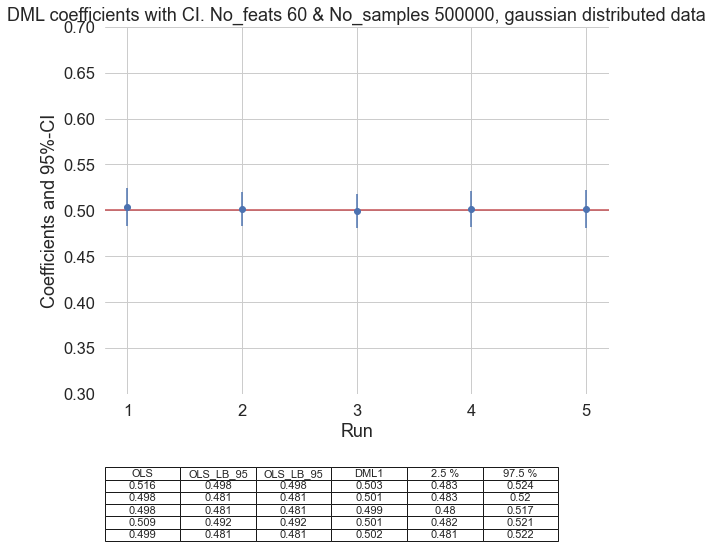 DML coefficients with CI. No_feats 60 & No_samples 500000, gaussian distributed data
0.70
0.65
0.60
0.55
0.50
0.45
0.40
0.35
0.30
Coefficients and 95%-CI
1 2 3 4 5
Run
OLS OLS_LB_95 OLS_LB_95 DML1 2.5 % 97.5 %
0.516 0.498 0.498 0.503 0.483 0.524
0.498 0.481 0.481 0.501 0.483 0.52
0.498 0.481 0.481 0.499 0.48 0.517
0.509 0.492 0.492 0.501 0.482 0.521
0.499 0.481 0.481 0.502 0.481 0.522